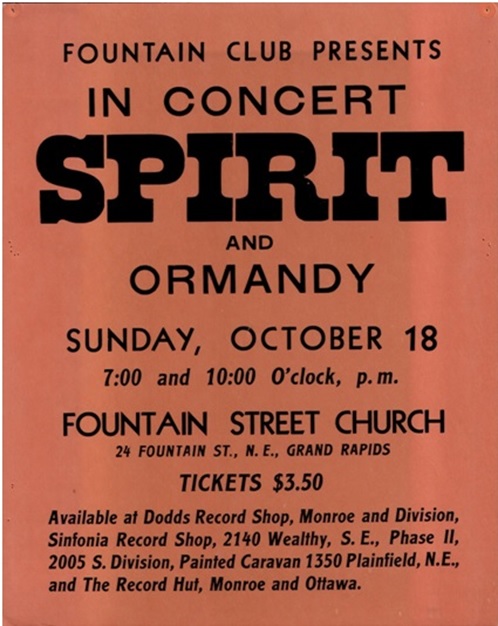 FOUNTAIN CLUB PRESENTS
IN CONCERT
SPIRIT
AND
ORMANDY
SUNDAY, OCTOBER 18
7:00 and 10:00 O'clock, p.m.
FOUNTAIN STREET CHURCH
24 FOUNTAIN ST., N.E., GRAND RAPIDS
TICKETS $3.50
Available at Dodds Record Shop, Monroe and Division,
Sinfonia Record Shop, 2140 Wealthy, S.E., Phase II,
2005 S. Division, Painted Caravan 1350 Plainfield, N.E.,
and The Record Hut, Monroe and Ottawa.